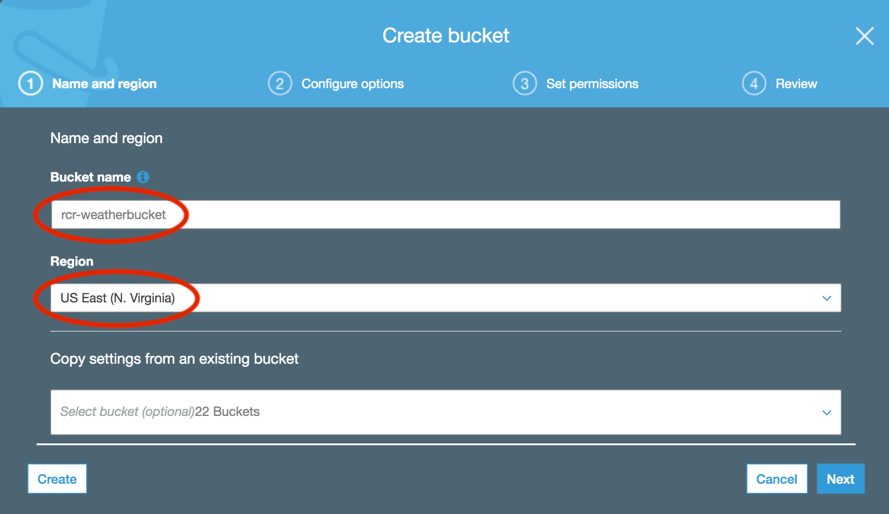 Create bucket
1 Name and region 2 Configure options 3 Set permissions 4 Review
Name and region
Bucket name
rcr-weatherbucket
Region
US East (N. Virginia)
Copy settings from an existing bucket
Select bucket (optional)22 Buckets
Create Cancel Next